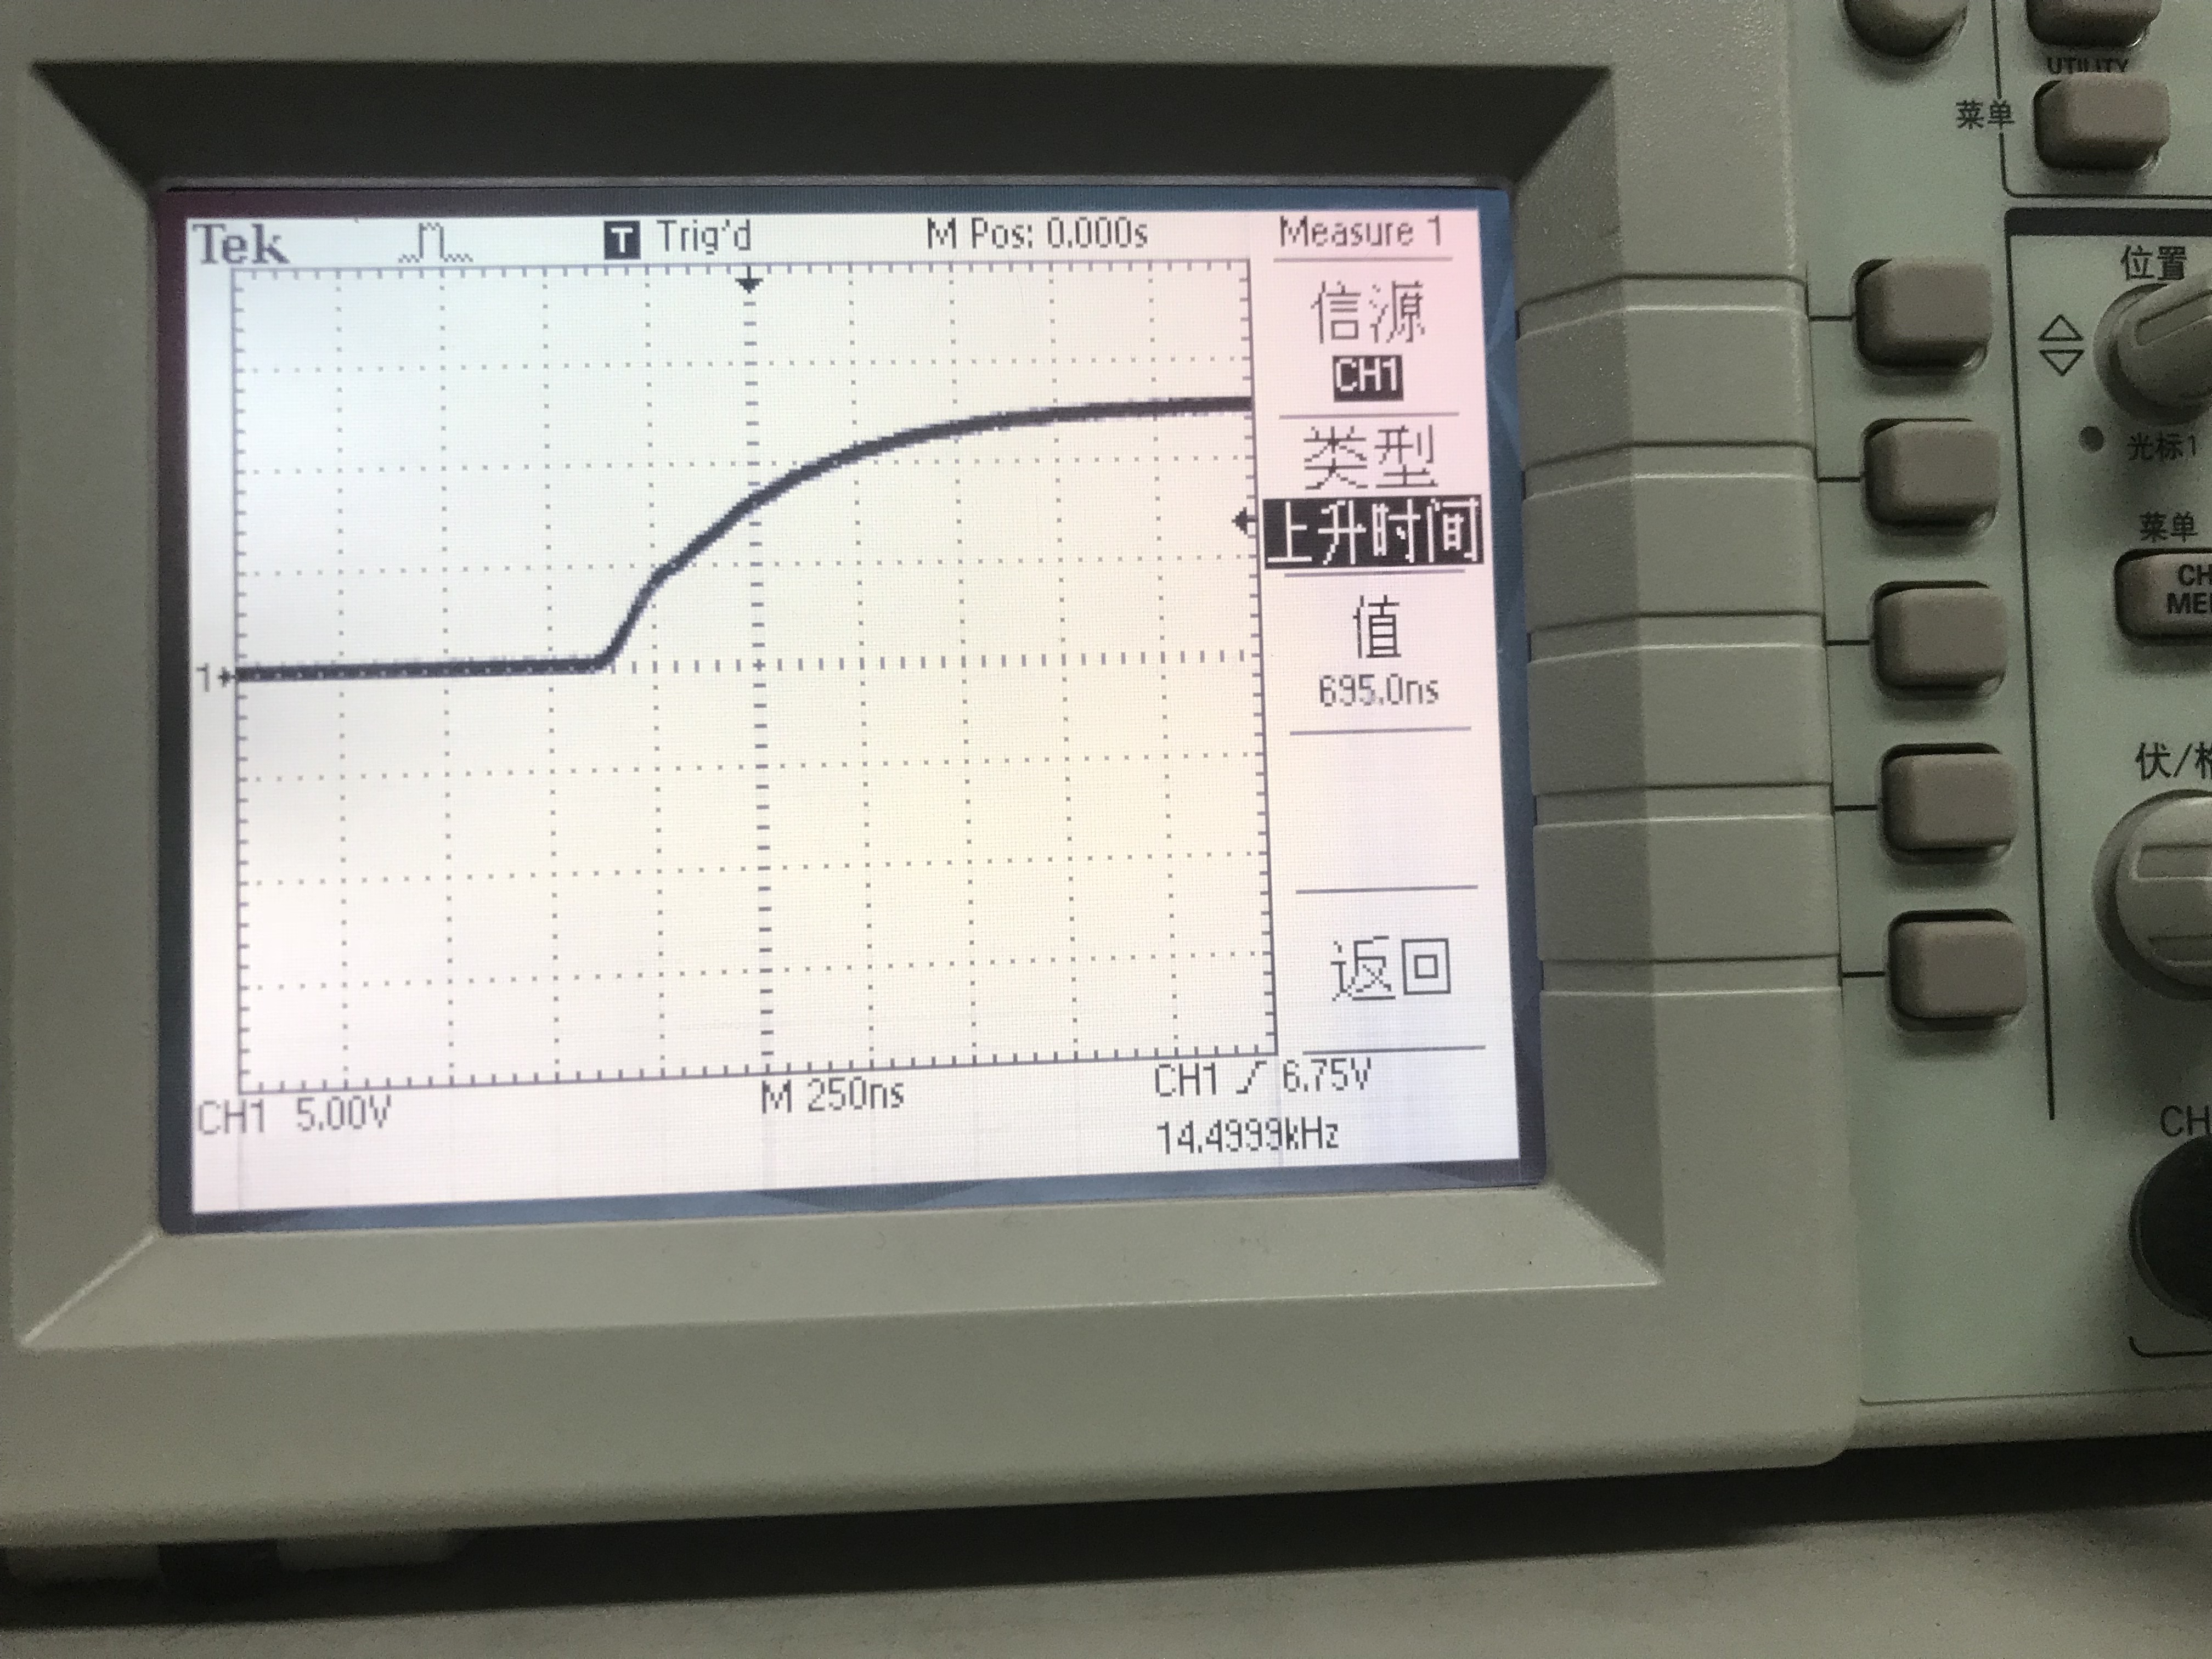 Tek T Trig'd M Pos: 0.000s Measure 1
信源
CH1
类型
上升时间
值
695.0ns
返回
1
CH1 5.00V M 250ns CH1 6.75V
14.4999kHz
UTILITY
菜单
位置
光标1
菜单
CH
伏/
CH